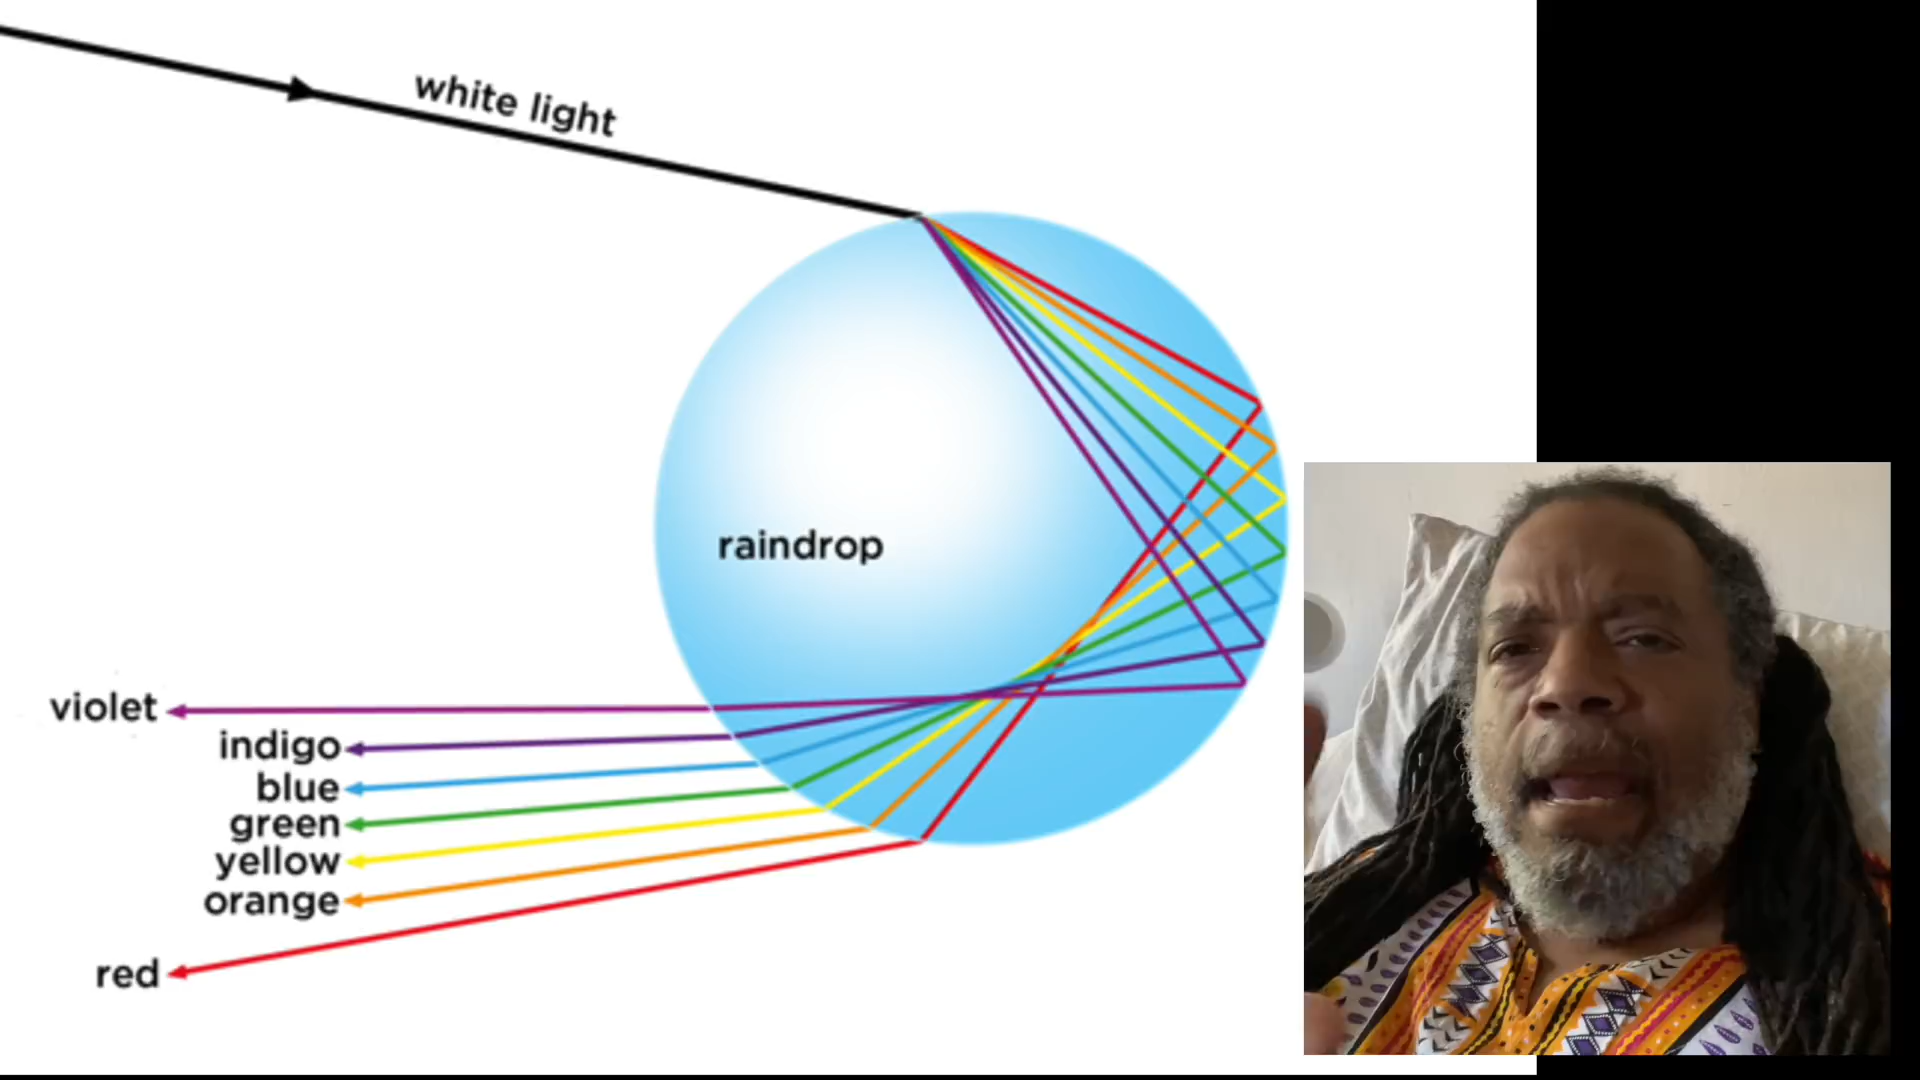 white light
raindrop
violet
indigo
blue
green
yellow
orange
red